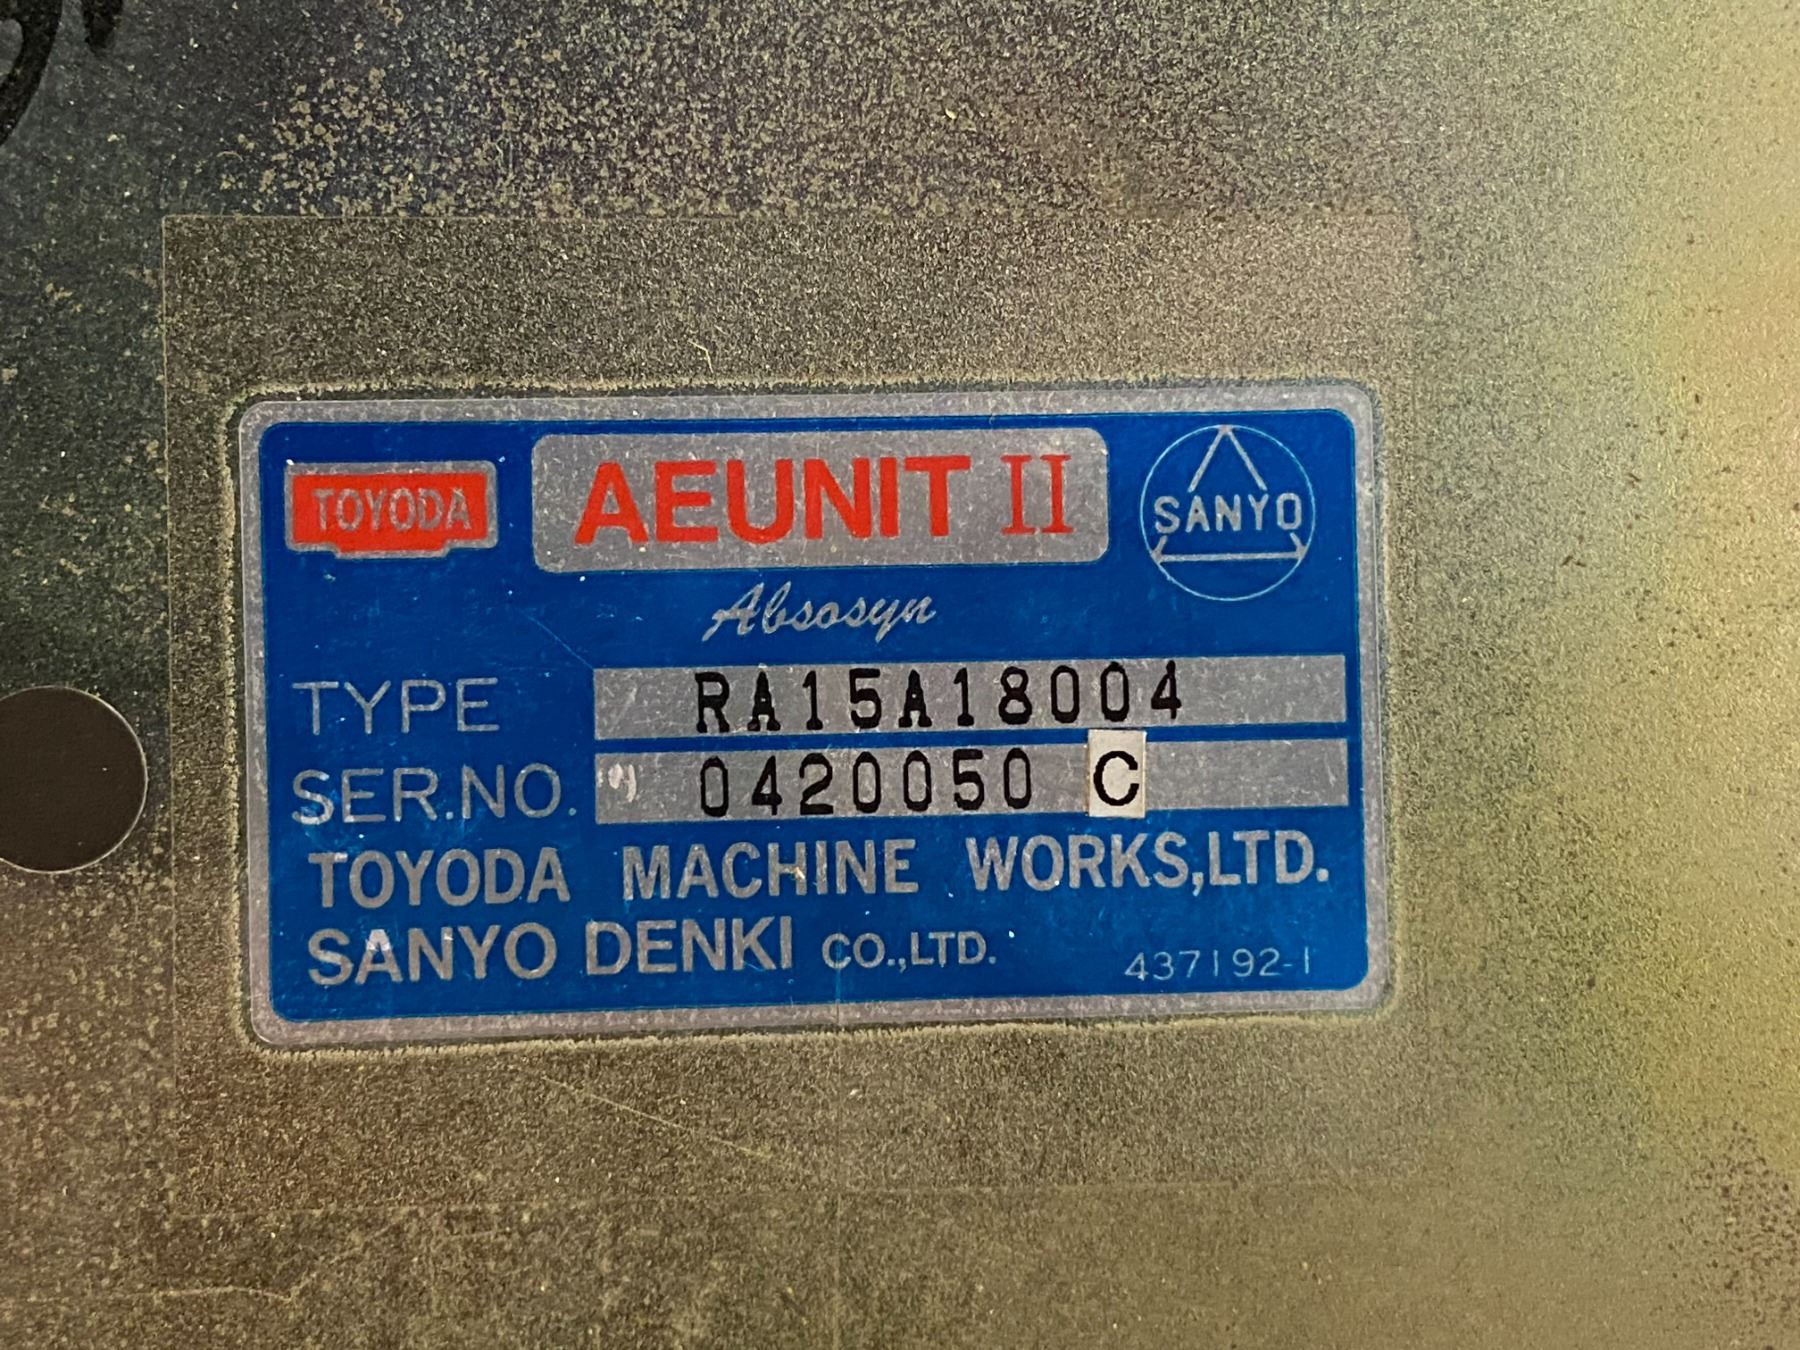 TOYODA AEUNIT II SANYO
Absosyn
TYPE RA15A18004
SER.NO. 0420050 C
TOYODA MACHINE WORKS,LTD.
SANYO DENKI CO.,LTD. 437192-1